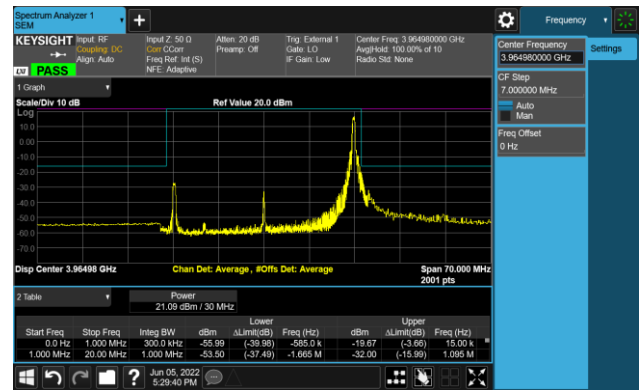 Spectrum Analyzer 1
SEM
Frequency
KEYSIGHT
Input: RF
Coupling: DC
Align: Auto
Input Z: 50 Ω
Corr CCorr
Freq Ref: Int (S)
NFE: Adaptive
Atten: 20 dB
Preamp: Off
Trig: External 1
Gate: LO
IF Gain: Low
Center Freq: 3.964980000 GHz
Avg|Hold: 100.00% of 10
Radio Std: None
LXI
PASS
Center Frequency
3.964980000 GHz
Settings
CF Step
7.000000 MHz
Auto
Man
Freq Offset
0 Hz
1 Graph
Scale/Div 10 dB
Ref Value 20.0 dBm
Log
10.0
0.00
-10.0
-20.0
-30.0
-40.0
-50.0
-60.0
-70.0
Disp Center 3.96498 GHz
Chan Det: Average , #Offs Det: Average
Span 70.000 MHz
2001 pts
2 Table
Power
21.09 dBm / 30 MHz
Lower Upper
Start Freq Stop Freq Integ BW dBm ΔLimit(dB) Freq (Hz) dBm ΔLimit(dB) Freq (Hz)
0.0 Hz 1.000 MHz 300.0 kHz -55.99 (-39.98) -585.0 k -19.67 (-3.66) 15.00 k
1.000 MHz 20.00 MHz 1.000 MHz -53.50 (-37.49) -1.665 M -32.00 (-15.99) 1.095 M
?
Jun 05, 2022
5:29:40 PM